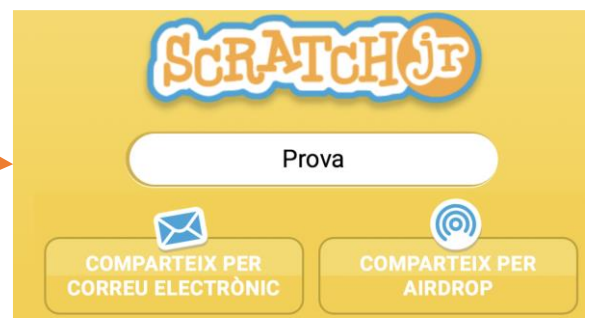 SCRATCHJr
Prova
COMPARTEIX PER
CORREU ELECTRÒNIC
COMPARTEIX PER
AIRDROP